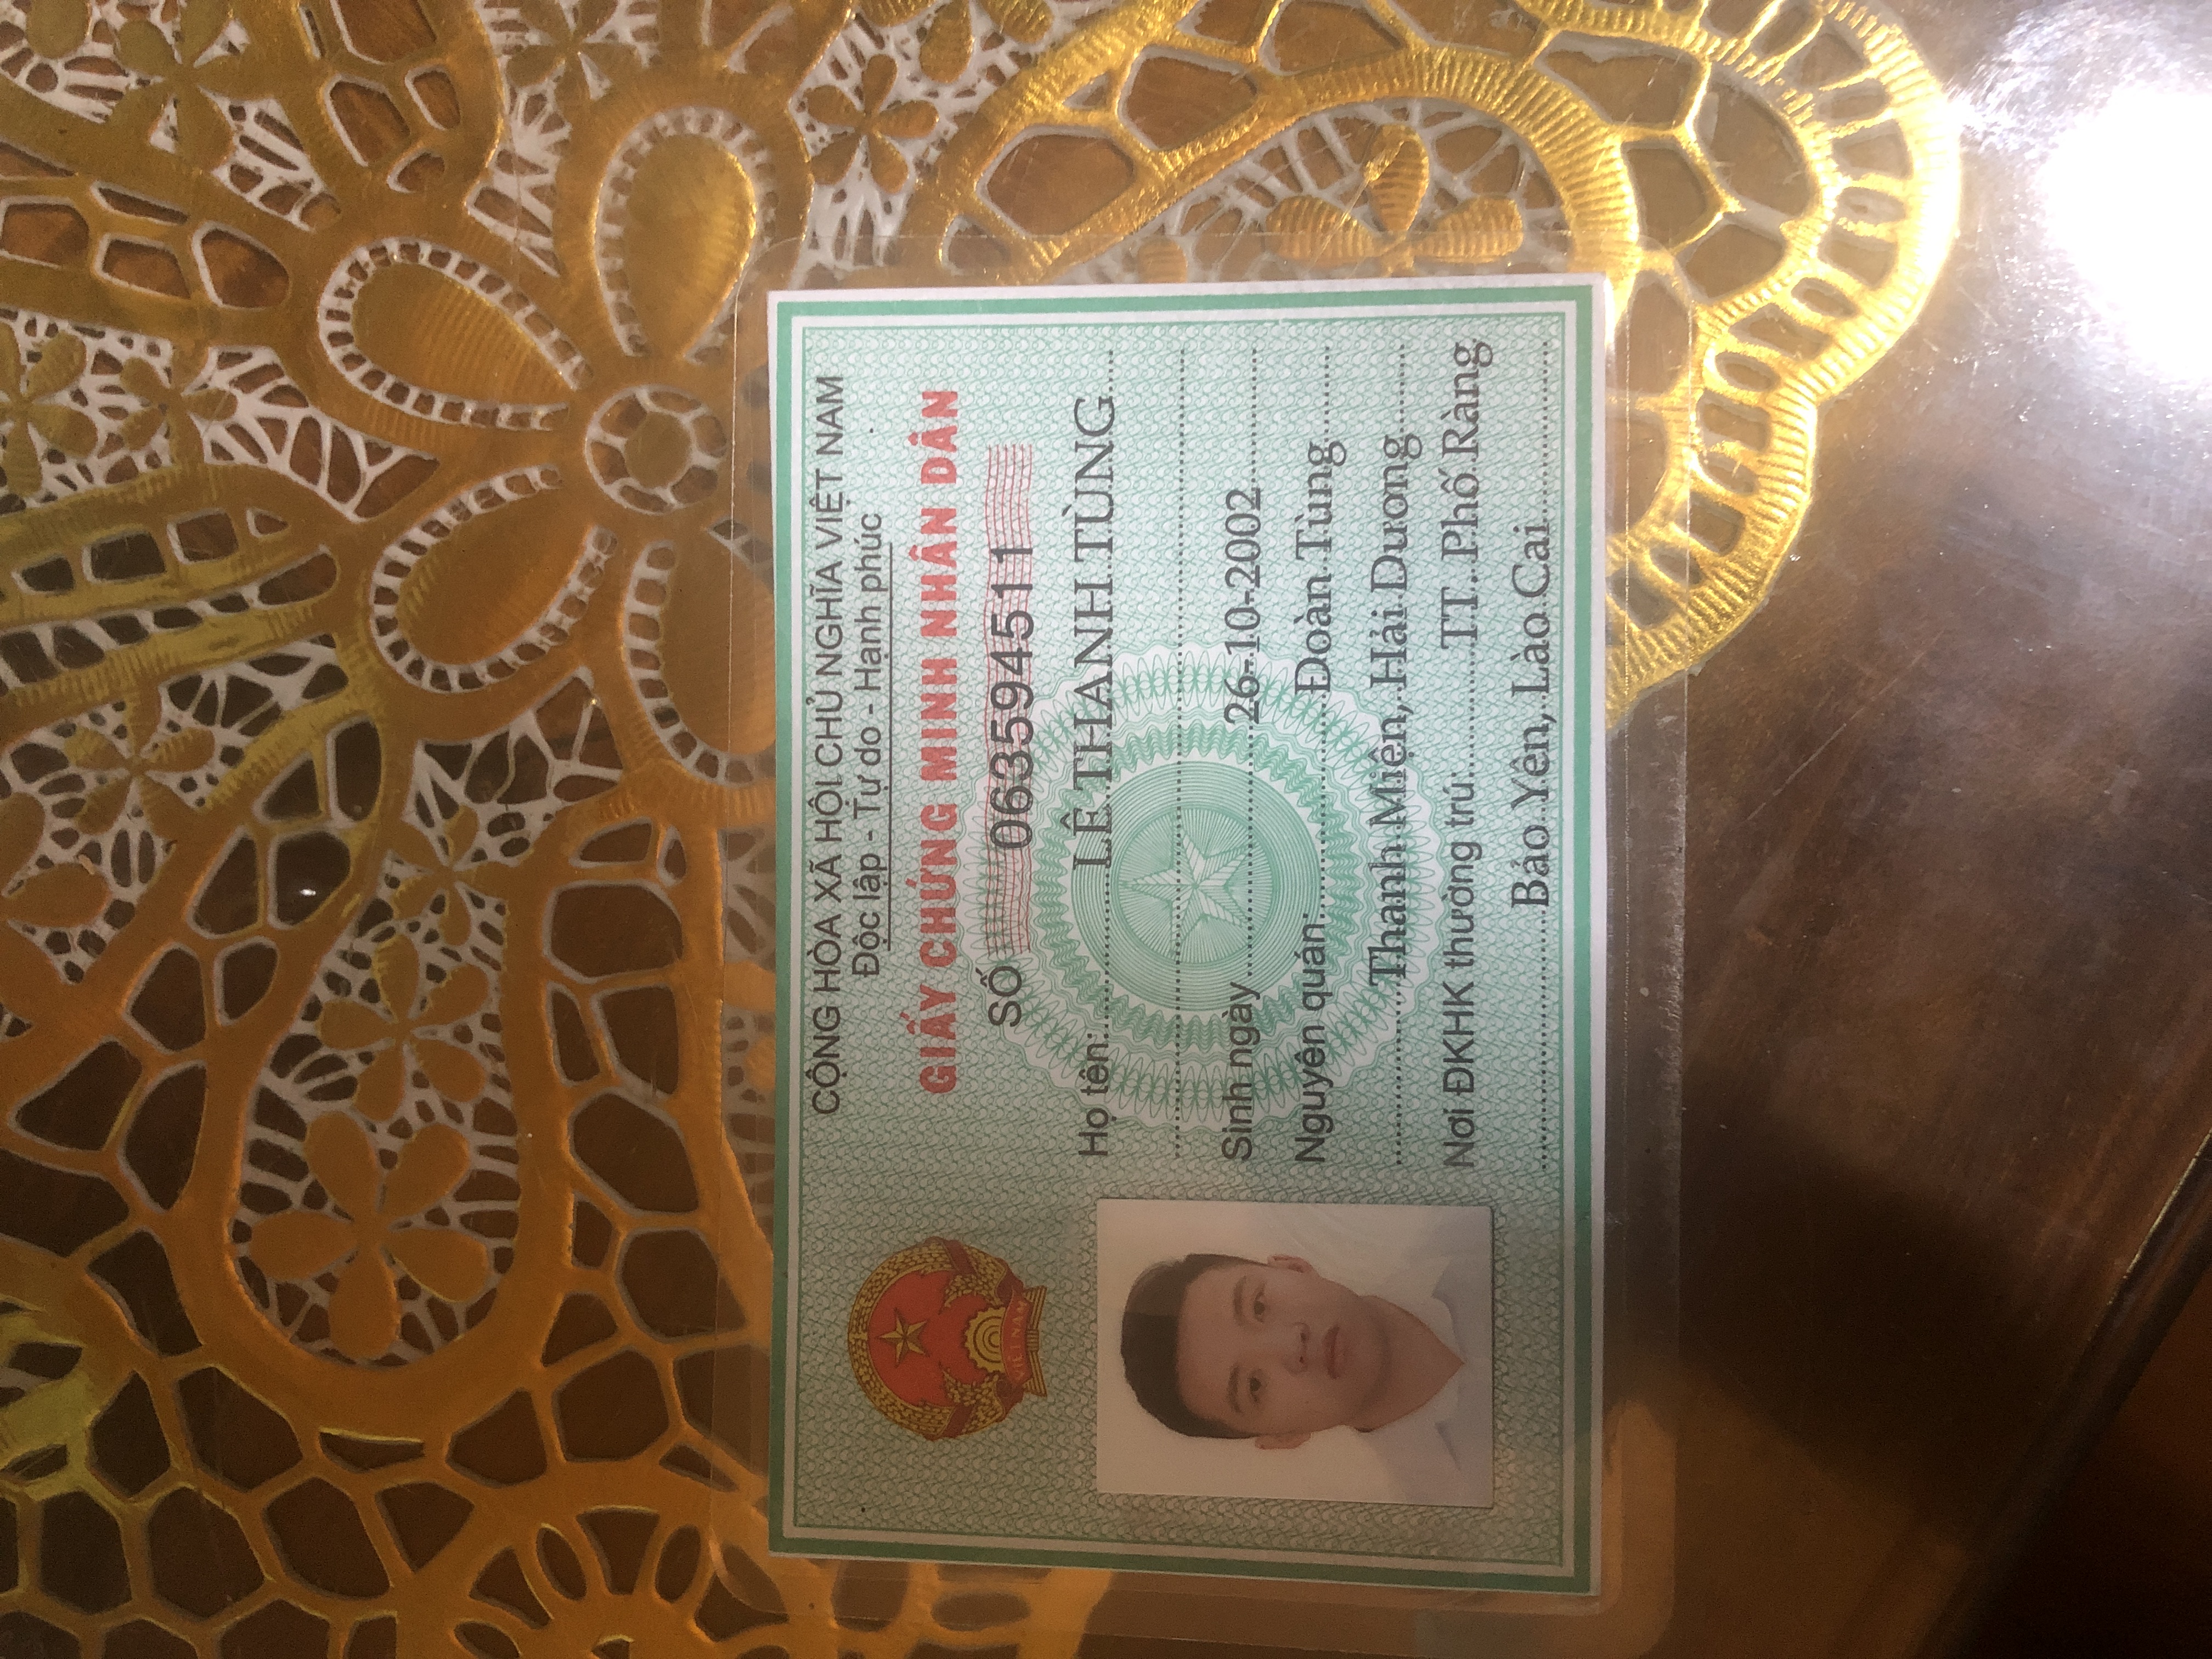 CỘNG HÒA XÃ HỘI CHỦ NGHĨA VIỆT NAM
Độc lập - Tự do - Hạnh phúc
GIẤY CHỨNG MINH NHÂN DÂN
SỐ 063594511
Họ tên: LÊ THANH TÙNG
Sinh ngày 26-10-2002
Nguyên quán: Đoàn Tùng
Thanh Miện, Hải Dương
Nơi ĐKHK thường trú: TT. Phố Ràng
Bảo Yên, Lào Cai
VIỆT NAM